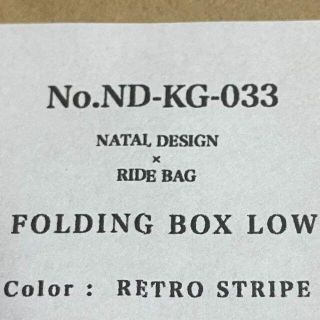 No.ND-KG-033
NATAL DESIGN
×
RIDE BAG
FOLDING BOX LOW
Color : RETRO STRIPE